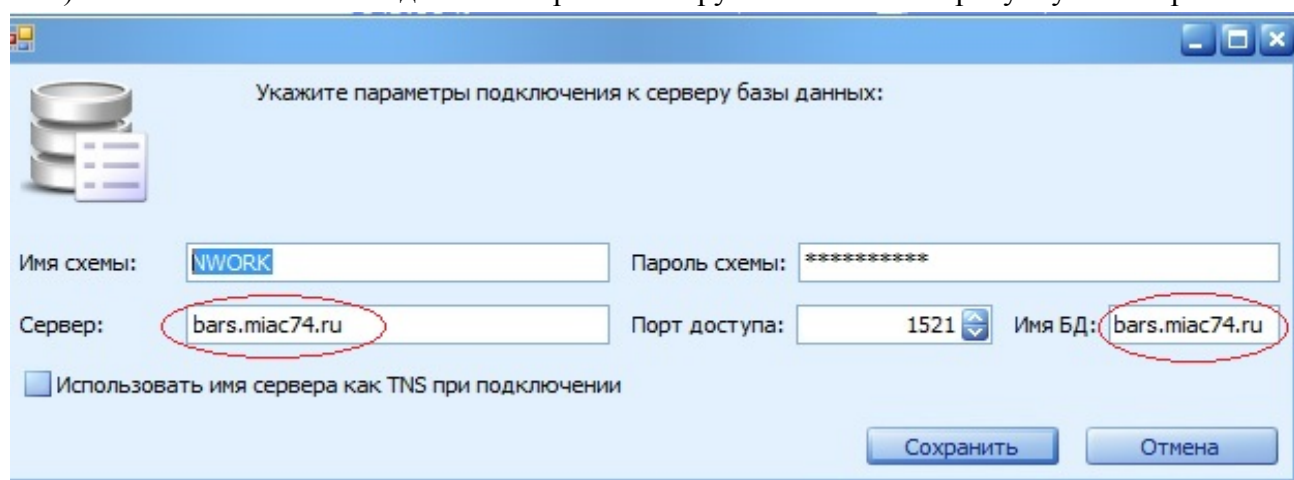 Укажите параметры подключения к серверу базы данных:
Имя схемы: NWORK Пароль схемы: **********
Сервер: bars.miac74.ru Порт доступа: 1521 Имя БД: bars.miac74.ru
Использовать имя сервера как TNS при подключении
Сохранить Отмена